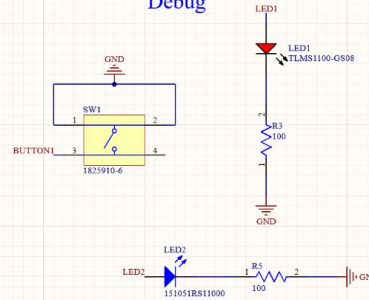 Debug
LED1
LED1
TLMS1100-GS08
GND
SW1
1 2
BUTTON1 3 4
1825910-6
2
R3
100
1
GND
LED2
LED2
151051RS11000
R5
1 2
100